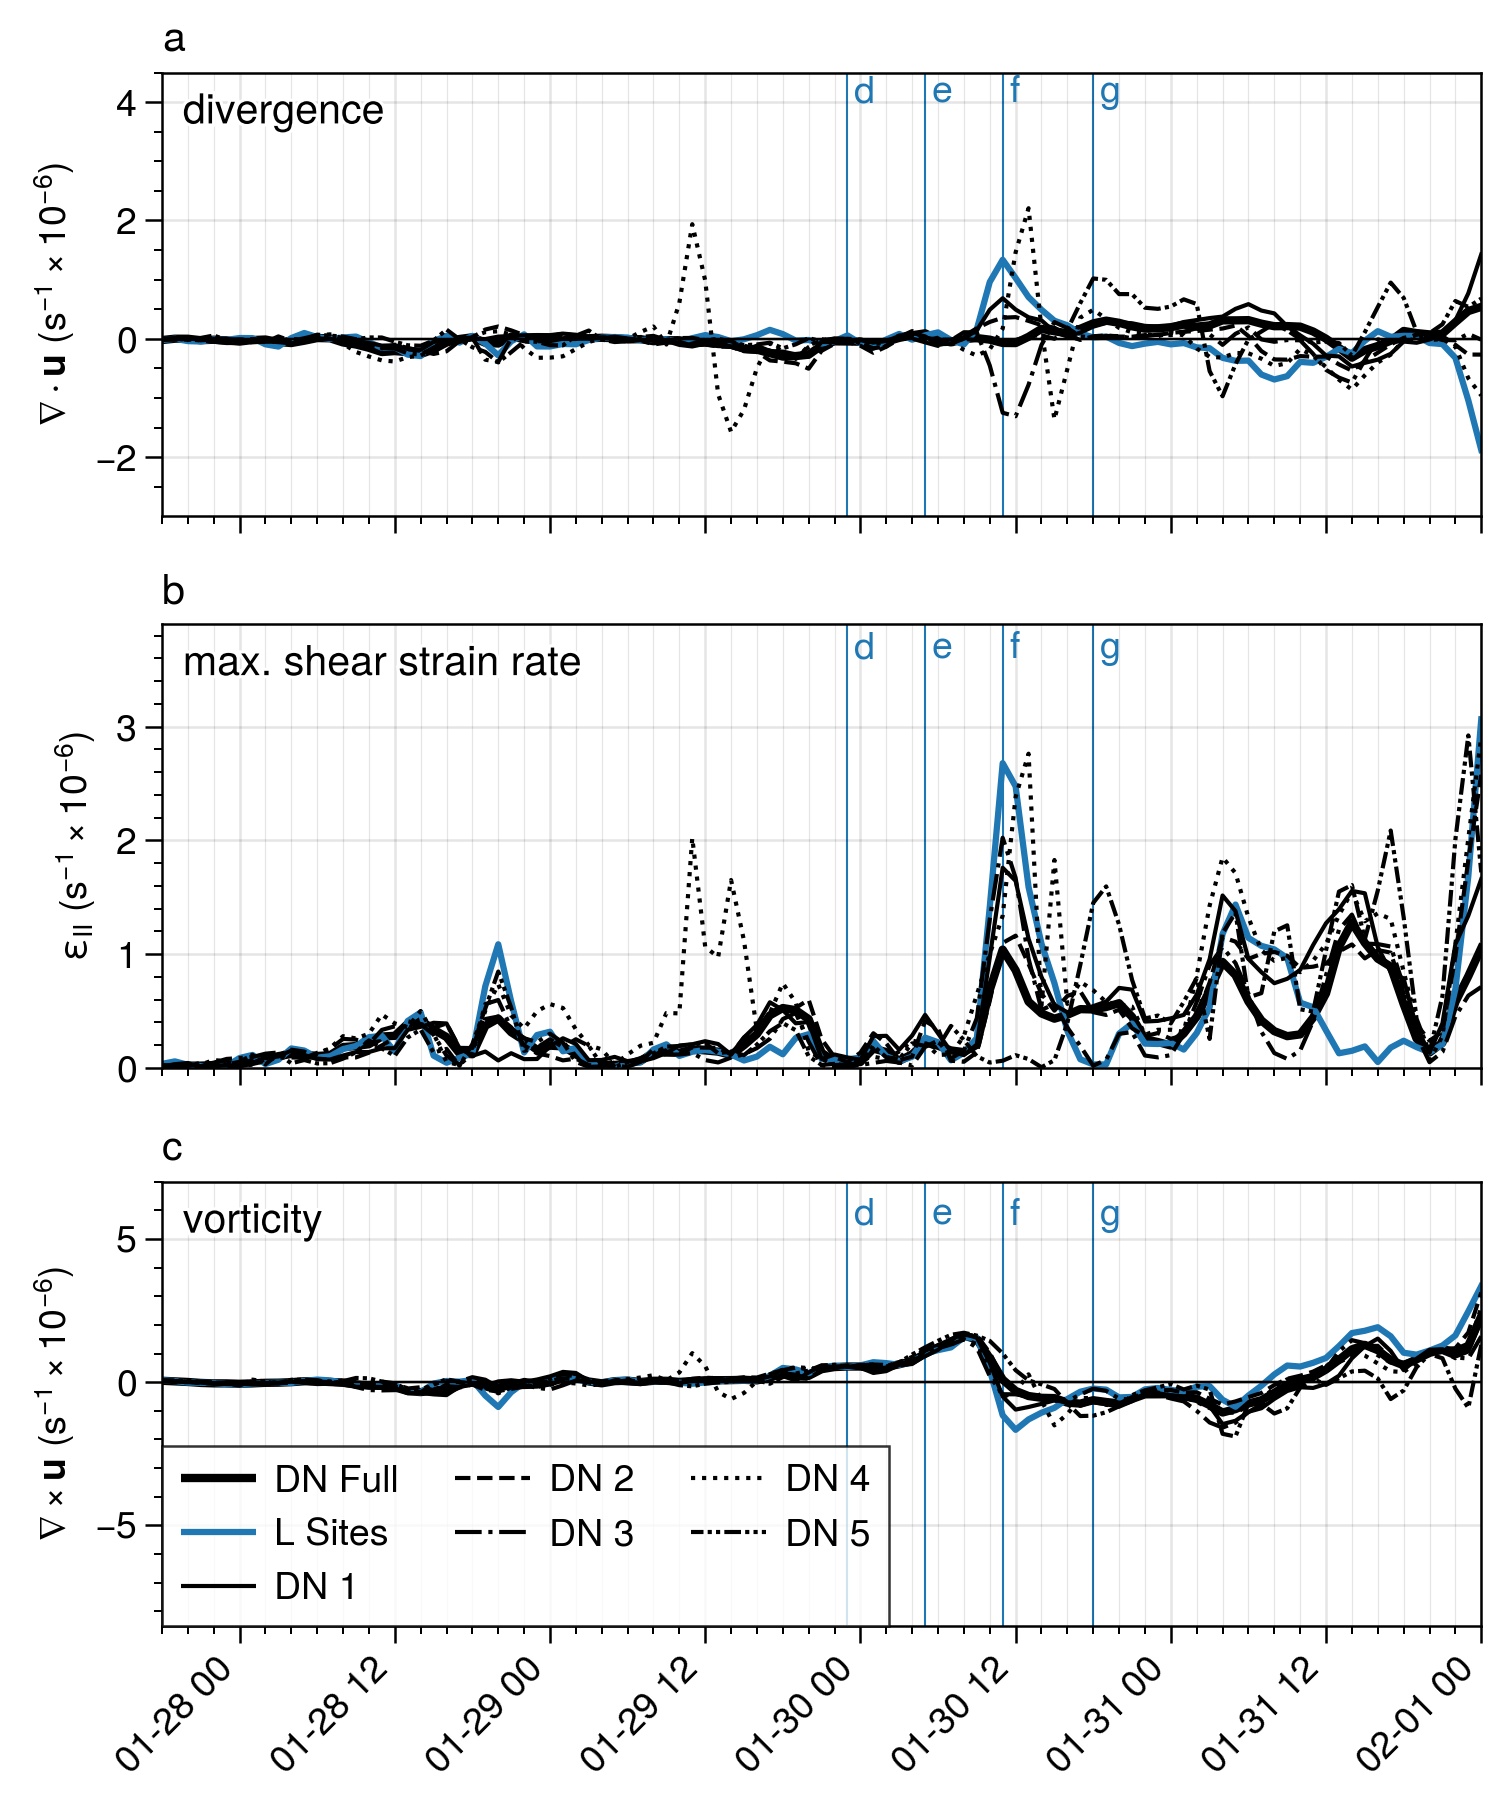 a
divergence
d e f g
4
2
0
−2
∇ · u (s⁻¹ × 10⁻⁶)
b
max. shear strain rate
d e f g
3
2
1
0
ε_II (s⁻¹ × 10⁻⁶)
c
vorticity
d e f g
5
0
−5
∇ × u (s⁻¹ × 10⁻⁶)
DN Full DN 2 DN 4
L Sites DN 3 DN 5
DN 1
01-28 00 01-28 12 01-29 00 01-29 12 01-30 00 01-30 12 01-31 00 01-31 12 02-01 00